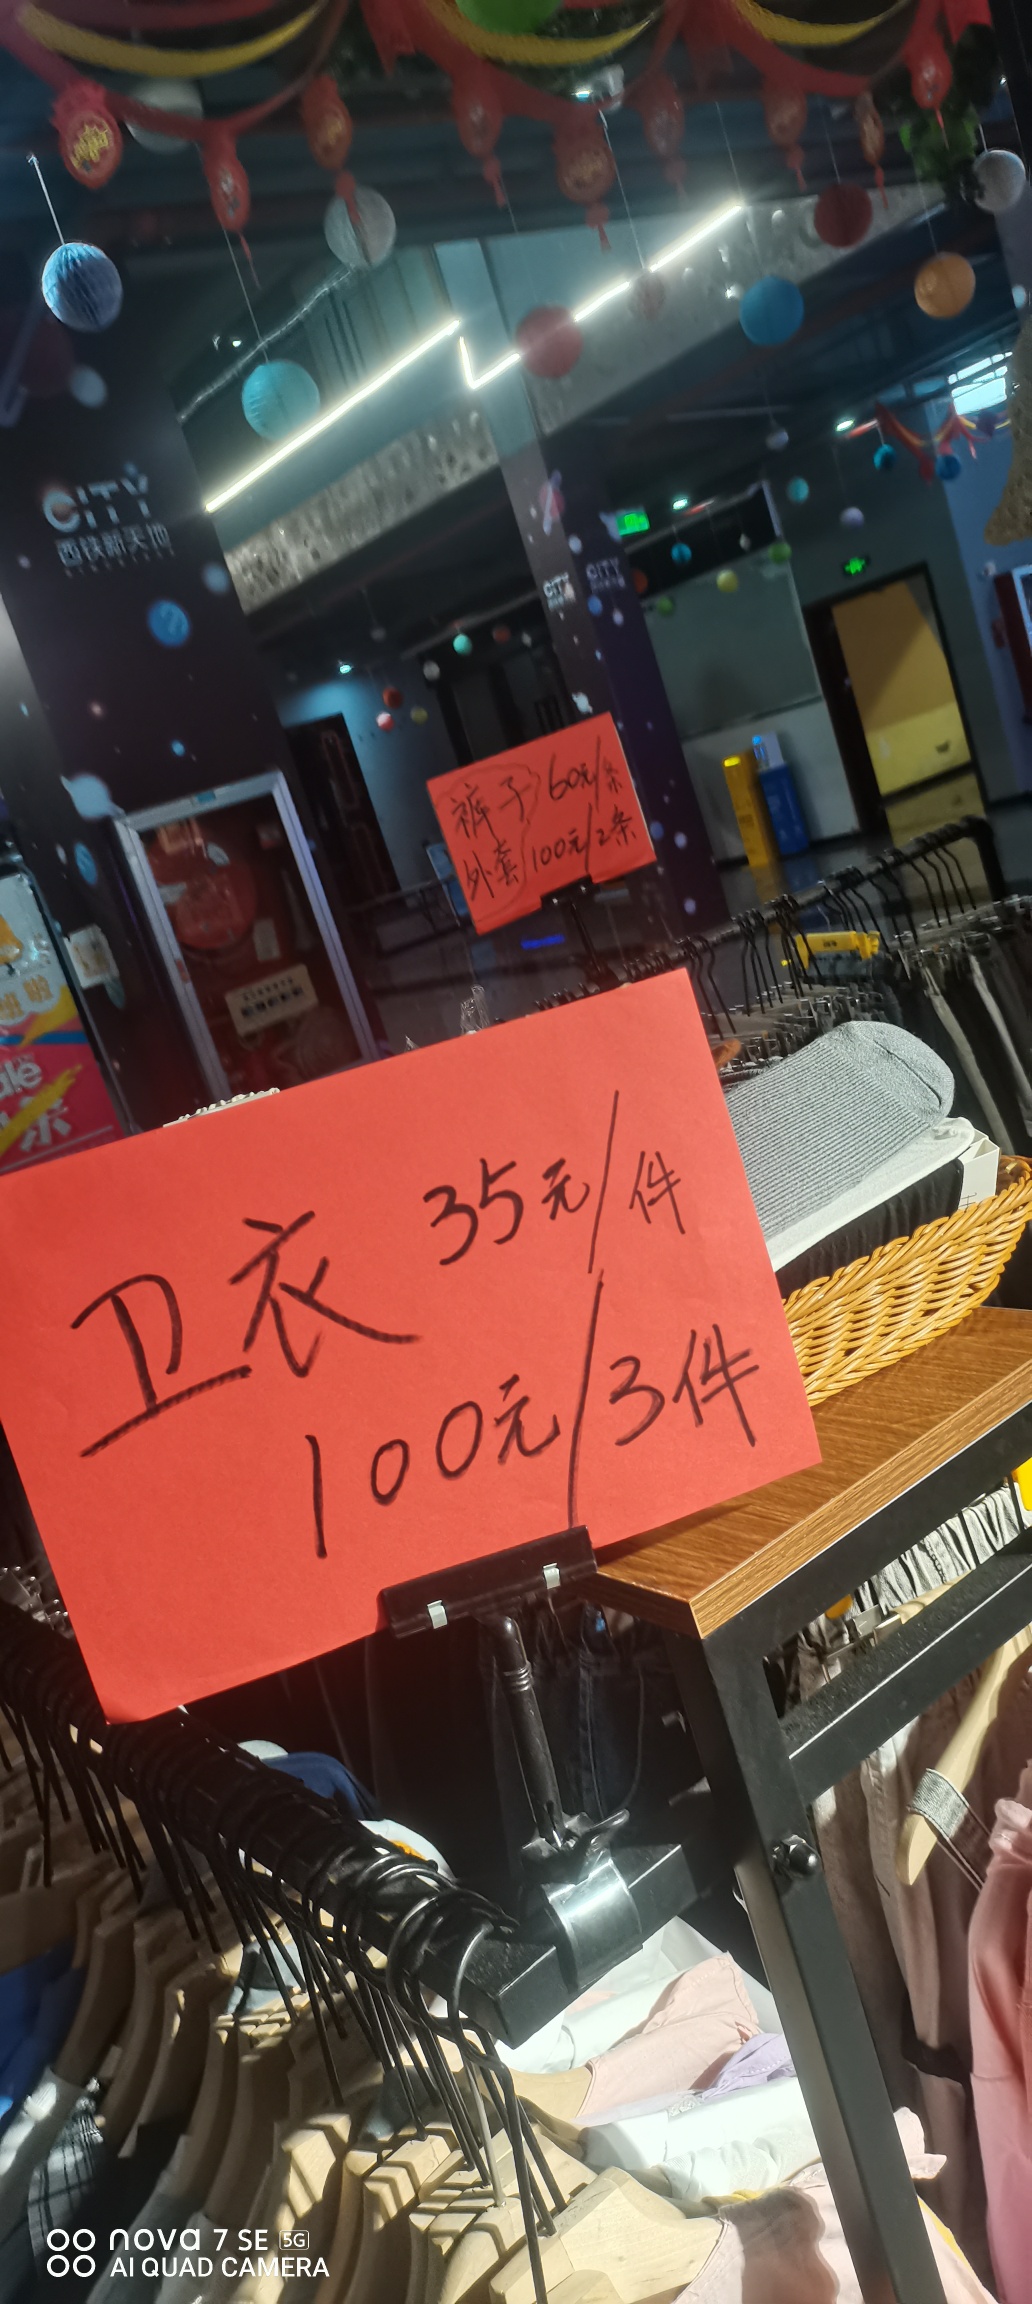 CITY
西铁新天地
CITY
CITY
裤子 60元/条
外套 100元/2条
卫衣 35元/件
100元/3件
nova 7 SE 5G
AI QUAD CAMERA